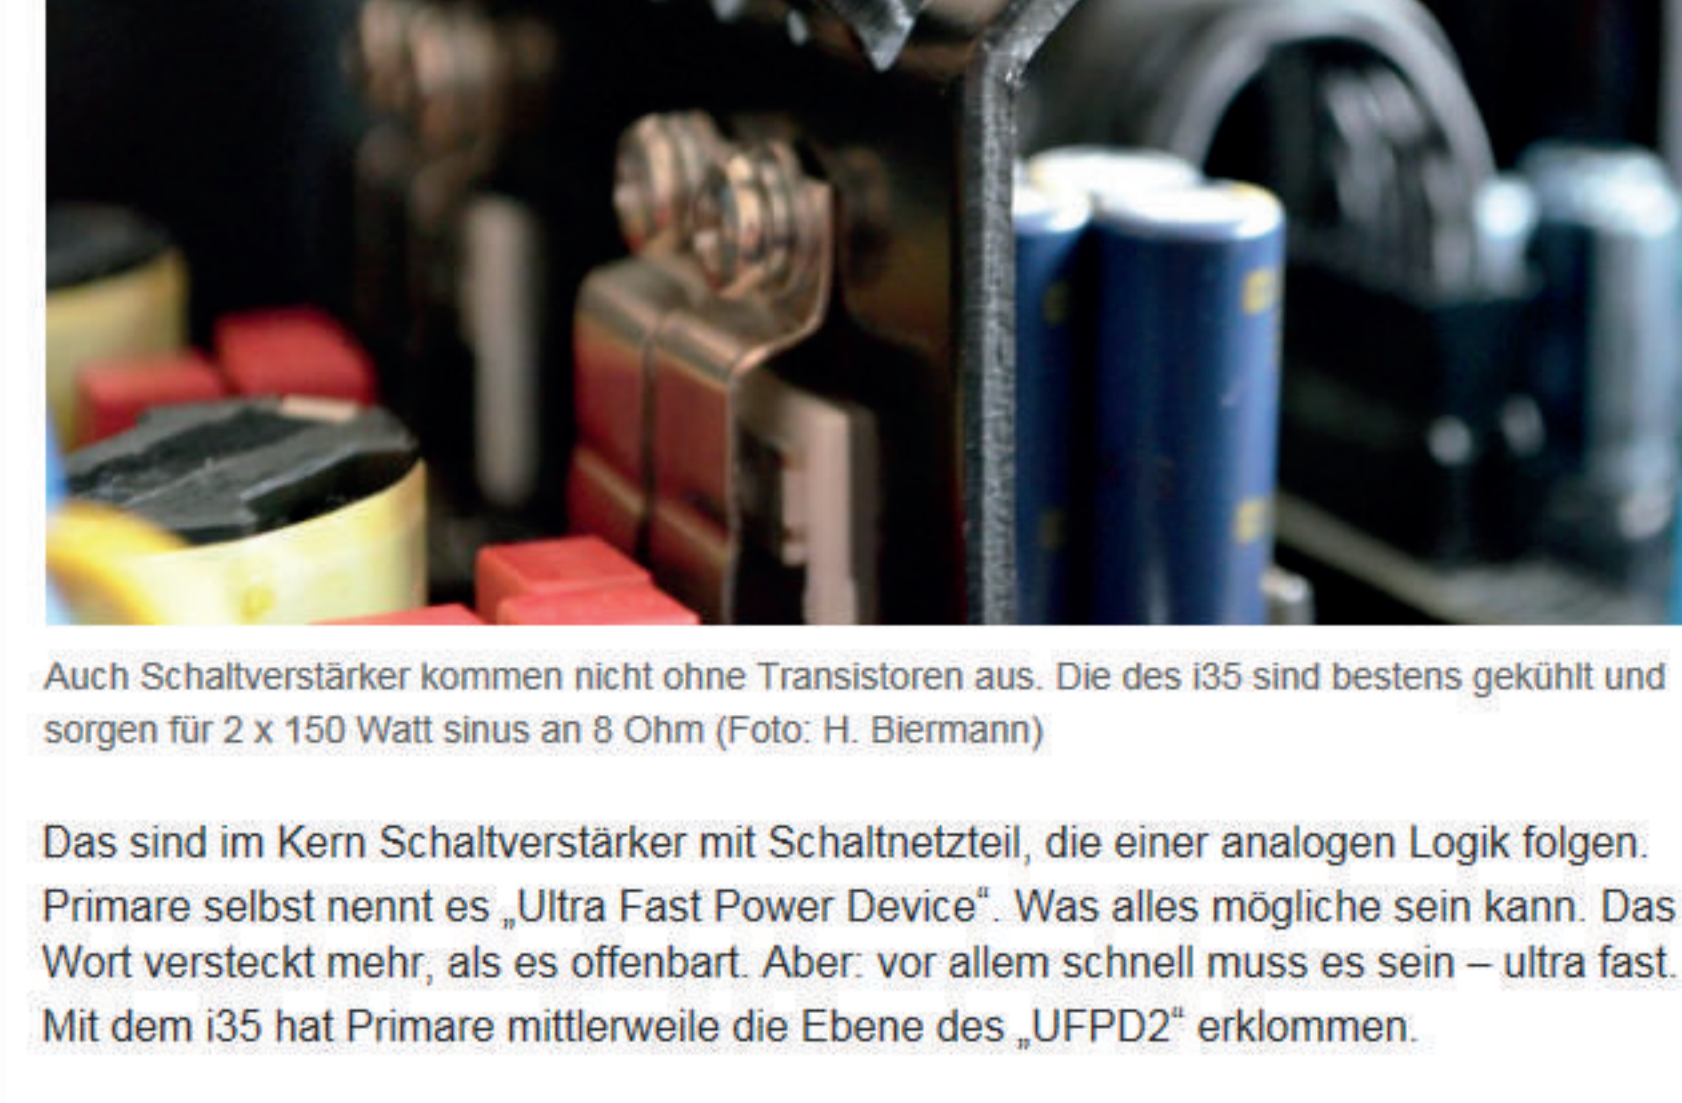 Auch Schaltverstärker kommen nicht ohne Transistoren aus. Die des i35 sind bestens gekühlt und
sorgen für 2 x 150 Watt sinus an 8 Ohm (Foto: H. Biermann)
Das sind im Kern Schaltverstärker mit Schaltnetzteil, die einer analogen Logik folgen.
Primare selbst nennt es „Ultra Fast Power Device“. Was alles mögliche sein kann. Das
Wort versteckt mehr, als es offenbart. Aber: vor allem schnell muss es sein – ultra fast.
Mit dem i35 hat Primare mittlerweile die Ebene des „UFPD2“ erklommen.